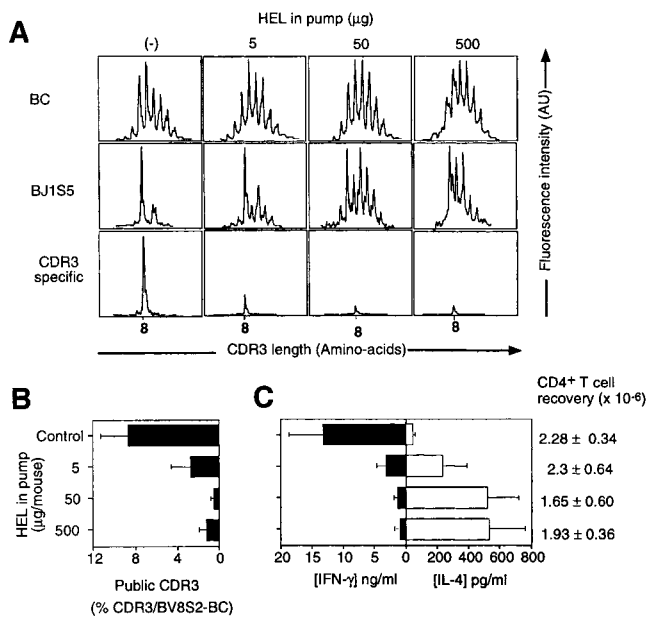 A
HEL in pump (µg)
(-) 5 50 500
BC
BJ1S5
CDR3
specific
8 8 8 8
CDR3 length (Amino-acids)
Fluorescence intensity (AU)
B
HEL in pump
(µg/mouse)
Control
5
50
500
12 8 4 0
Public CDR3
(% CDR3/BV8S2-BC)
C
CD4+ T cell
recovery (x 10-6)
2.28 ± 0.34
2.3 ± 0.64
1.65 ± 0.60
1.93 ± 0.36
20 15 10 5 0 200 400 600 800
[IFN-γ] ng/ml [IL-4] pg/ml